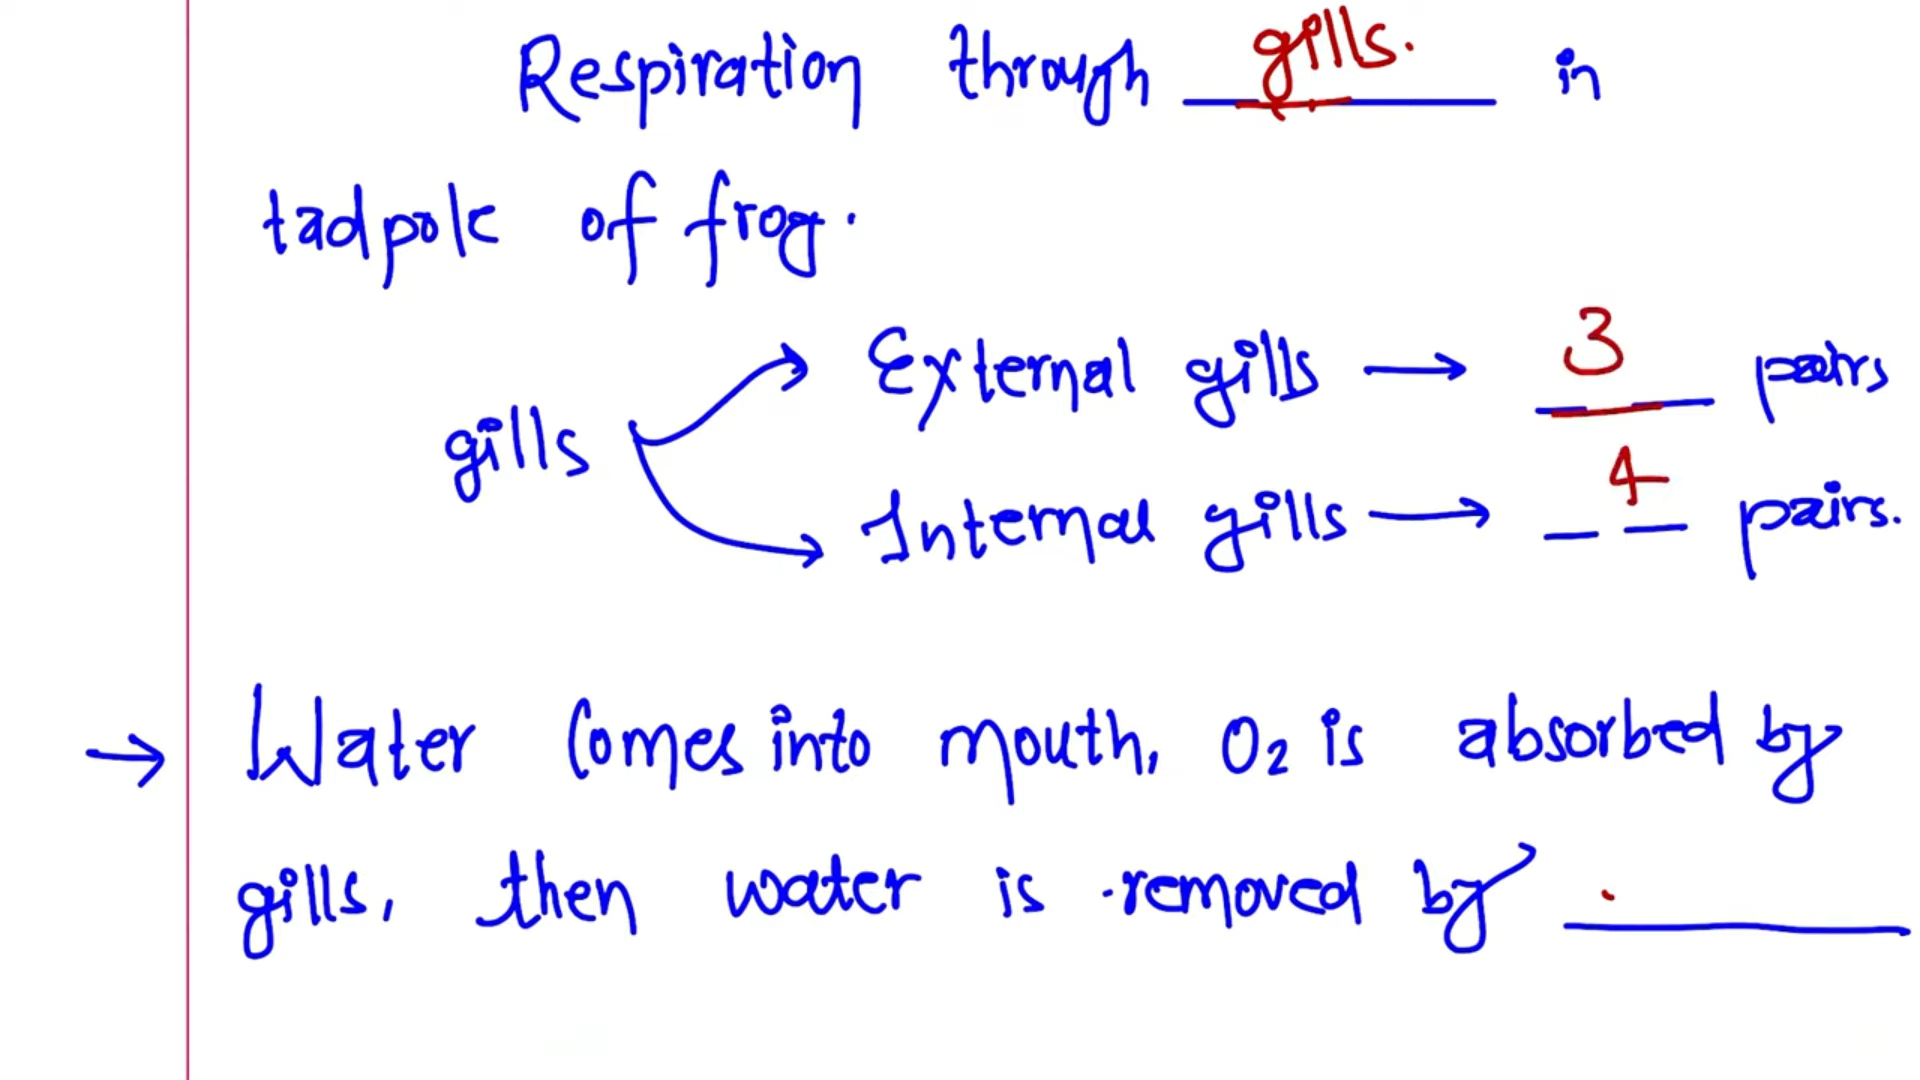 Respiration through gills. in
tadpole of frog.
gills
External gills → 3 pairs
Internal gills → 4 pairs.
→ Water comes into mouth, O2 is absorbed by
gills, then water is removed by